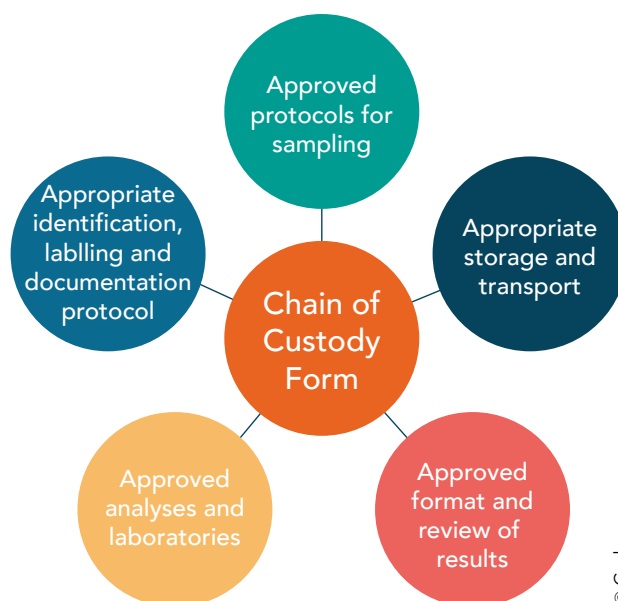 Approved
protocols for
sampling
Appropriate
identification,
lablling and
documentation
protocol
Appropriate
storage and
transport
Chain of
Custody
Form
Approved
analyses and
laboratories
Approved
format and
review of
results